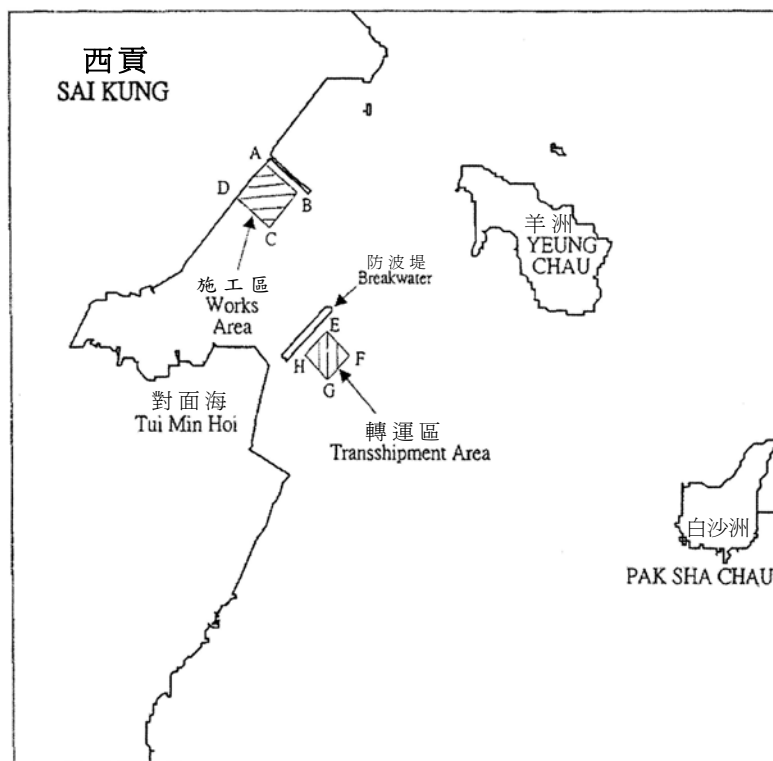 西貢
SAI KUNG
A
D
B
C
羊洲
YEUNG
CHAU
施工區
Works
Area
防波堤
Breakwater
E
H
F
G
對面海
Tui Min Hoi
轉運區
Transshipment Area
白沙洲
PAK SHA CHAU